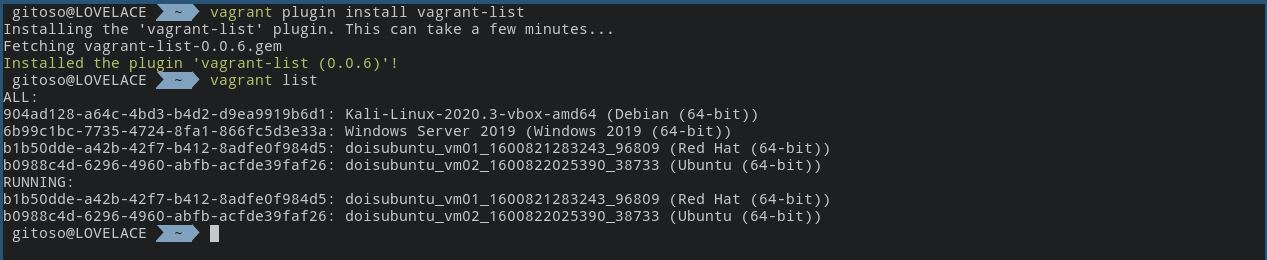 gitoso@LOVELACE ~ vagrant plugin install vagrant-list
Installing the 'vagrant-list' plugin. This can take a few minutes...
Fetching vagrant-list-0.0.6.gem
Installed the plugin 'vagrant-list (0.0.6)'!
gitoso@LOVELACE ~ vagrant list
ALL:
904ad128-a64c-4bd3-b4d2-d9ea9919b6d1: Kali-Linux-2020.3-vbox-amd64 (Debian (64-bit))
6b99c1bc-7735-4724-8fa1-866fc5d3e33a: Windows Server 2019 (Windows 2019 (64-bit))
b1b50dde-a42b-42f7-b412-8adfe0f984d5: doisubuntu_vm01_1600821283243_96809 (Red Hat (64-bit))
b0988c4d-6296-4960-abfb-acfde39faf26: doisubuntu_vm02_1600822025390_38733 (Ubuntu (64-bit))
RUNNING:
b1b50dde-a42b-42f7-b412-8adfe0f984d5: doisubuntu_vm01_1600821283243_96809 (Red Hat (64-bit))
b0988c4d-6296-4960-abfb-acfde39faf26: doisubuntu_vm02_1600822025390_38733 (Ubuntu (64-bit))
gitoso@LOVELACE ~